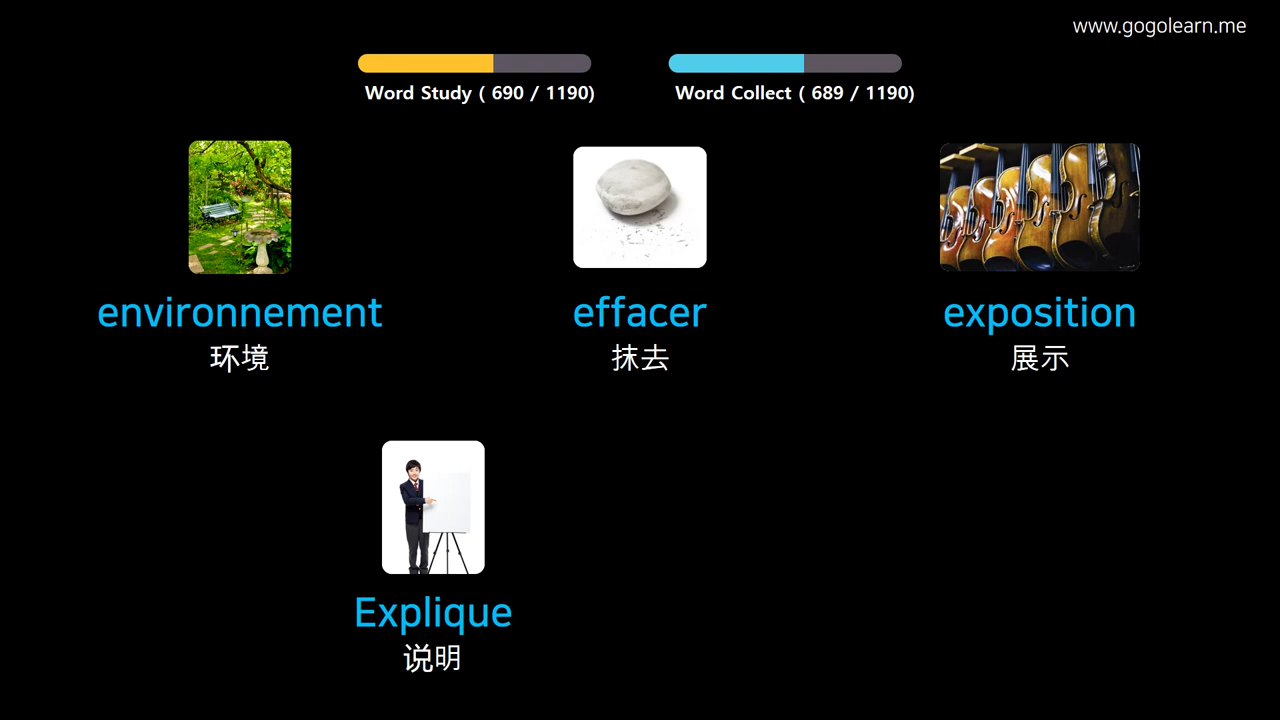 www.gogolearn.me
Word Study ( 690 / 1190)
Word Collect ( 689 / 1190)
environnement
环境
effacer
抹去
exposition
展示
Explique
说明